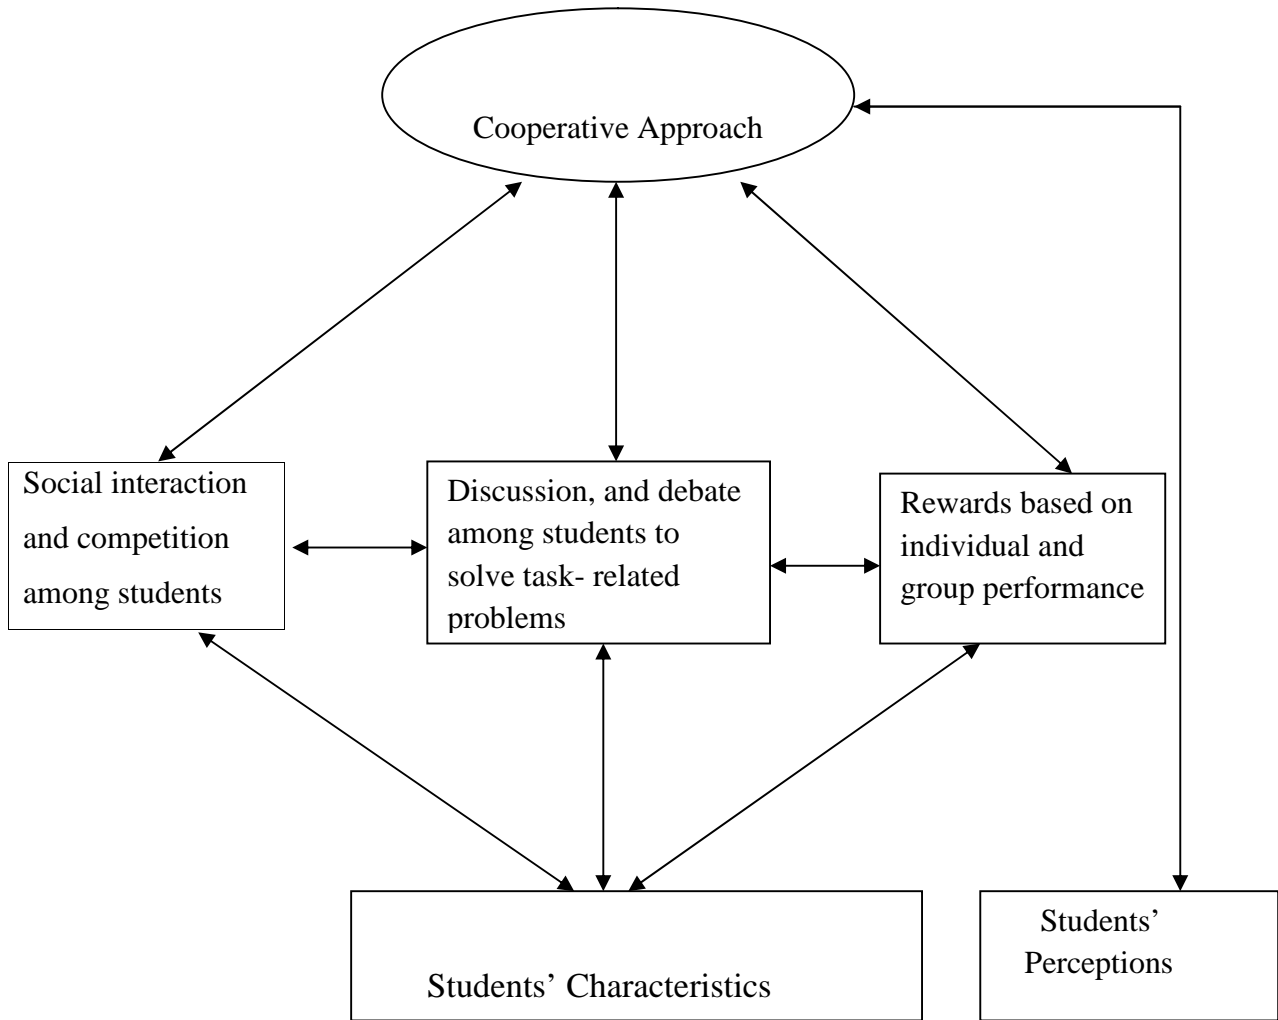 Cooperative Approach
Social interaction
and competition
among students
Discussion, and debate
among students to
solve task- related
problems
Rewards based on
individual and
group performance
Students’ Characteristics
Students’
Perceptions